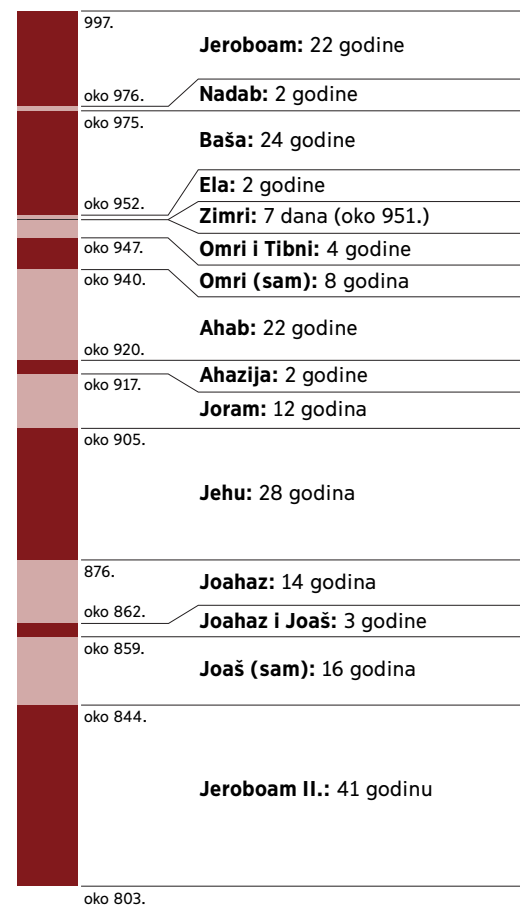 997.
Jeroboam: 22 godine
oko 976.
Nadab: 2 godine
oko 975.
Baša: 24 godine
oko 952.
Ela: 2 godine
Zimri: 7 dana (oko 951.)
oko 947.
Omri i Tibni: 4 godine
oko 940.
Omri (sam): 8 godina
Ahab: 22 godine
oko 920.
Ahazija: 2 godine
oko 917.
Joram: 12 godina
oko 905.
Jehu: 28 godina
876.
Joahaz: 14 godina
oko 862.
Joahaz i Joaš: 3 godine
oko 859.
Joaš (sam): 16 godina
oko 844.
Jeroboam II.: 41 godinu
oko 803.